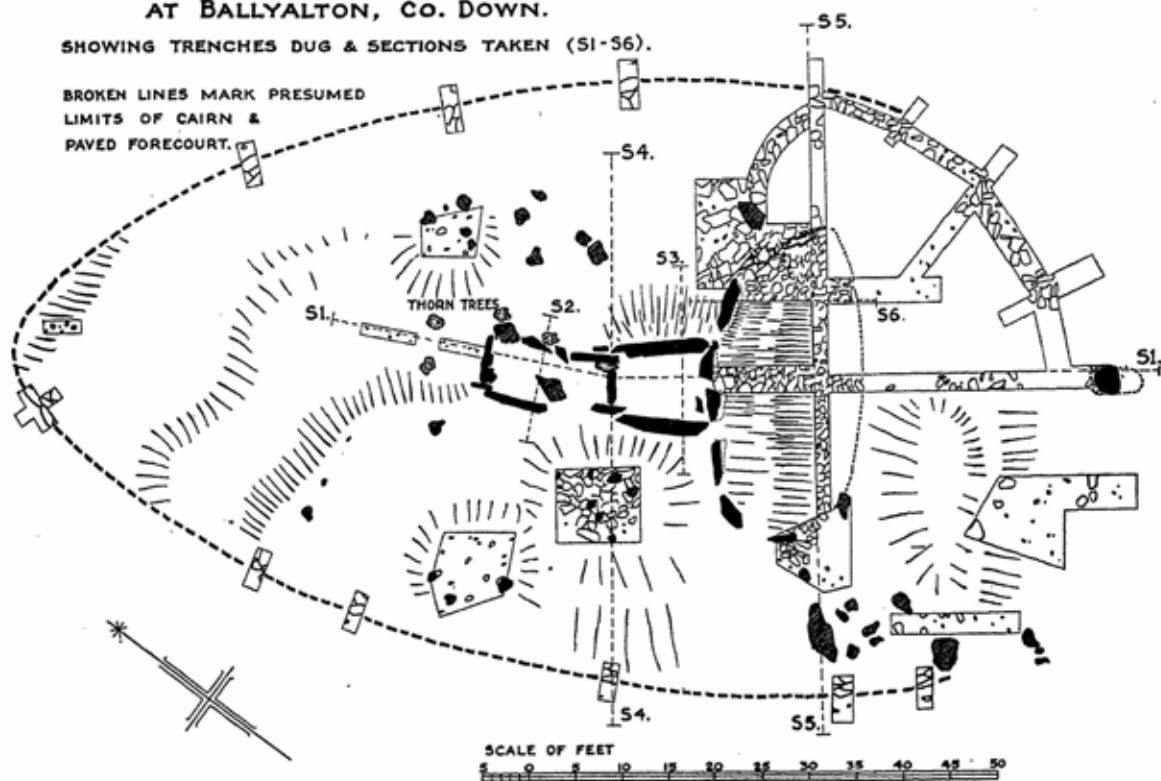 AT BALLYALTON, CO. DOWN.
SHOWING TRENCHES DUG & SECTIONS TAKEN (S1-S6).
BROKEN LINES MARK PRESUMED
LIMITS OF CAIRN &
PAVED FORECOURT.
S5.
S4.
S3.
THORN TREES
S1.
S2.
S6.
S1.
S4.
S5.
SCALE OF FEET
5 0 10 15 20 25 30 35 40 45 50